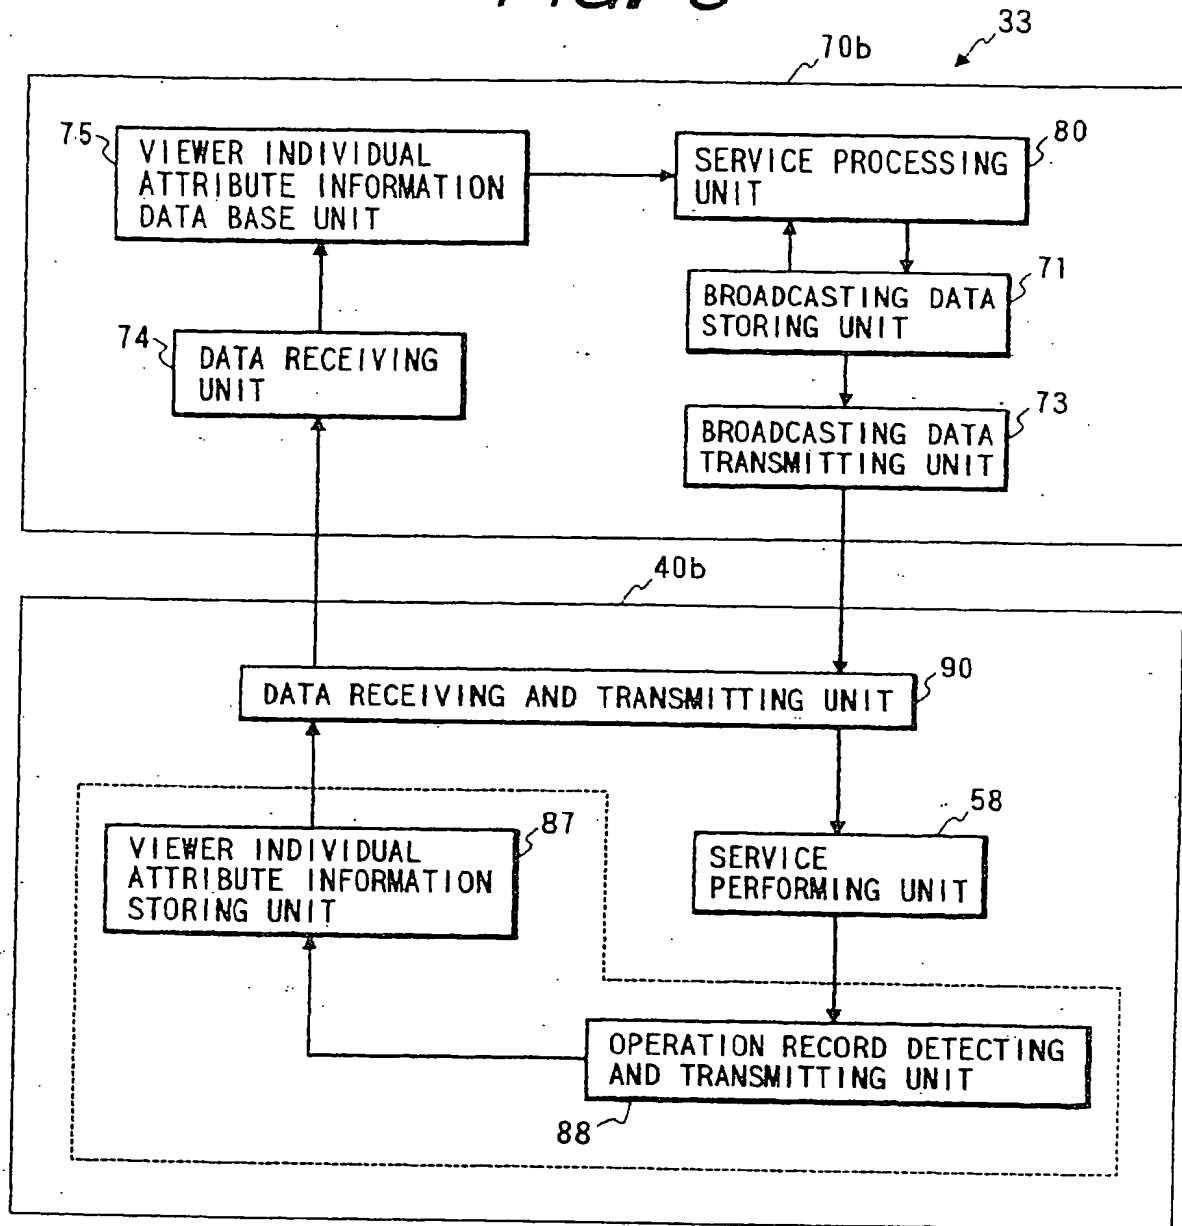 33
70b
75
VIEWER INDIVIDUAL
ATTRIBUTE INFORMATION
DATA BASE UNIT
SERVICE PROCESSING
UNIT
80
BROADCASTING DATA
STORING UNIT
71
74
DATA RECEIVING
UNIT
BROADCASTING DATA
TRANSMITTING UNIT
73
40b
DATA RECEIVING AND TRANSMITTING UNIT
90
VIEWER INDIVIDUAL
ATTRIBUTE INFORMATION
STORING UNIT
87
SERVICE
PERFORMING UNIT
58
OPERATION RECORD DETECTING
AND TRANSMITTING UNIT
88